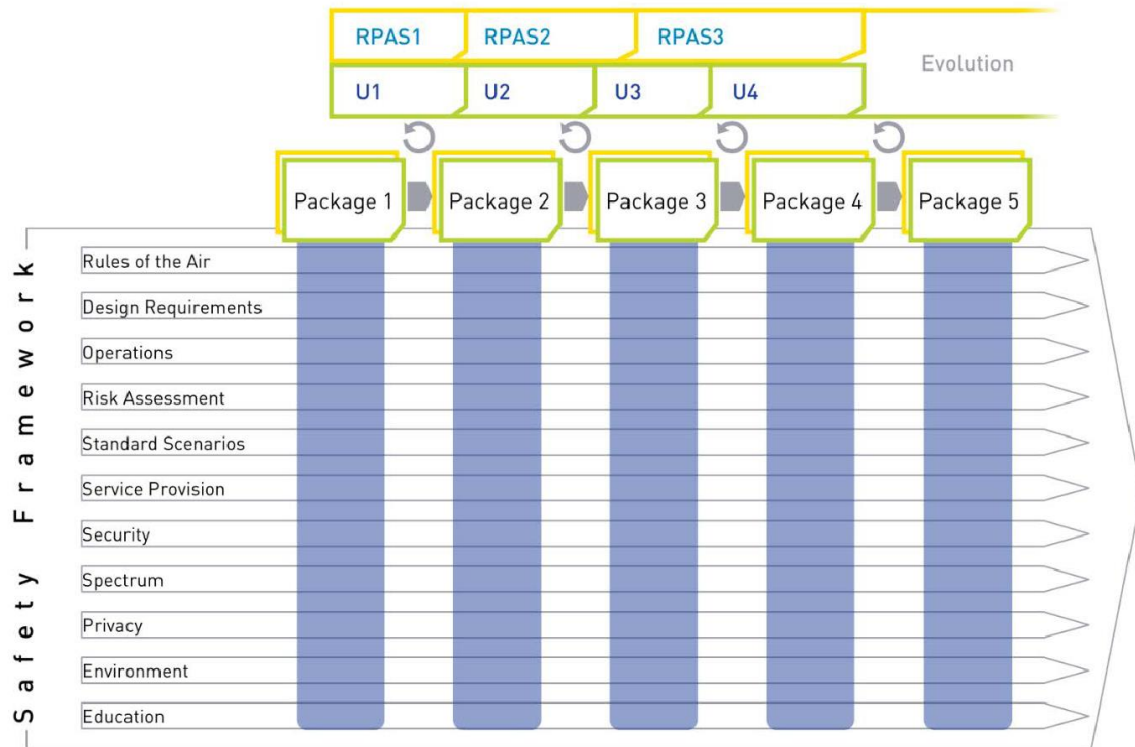 RPAS1 RPAS2 RPAS3
Evolution
U1 U2 U3 U4
Package 1 Package 2 Package 3 Package 4 Package 5
Safety Framework
Rules of the Air
Design Requirements
Operations
Risk Assessment
Standard Scenarios
Service Provision
Security
Spectrum
Privacy
Environment
Education